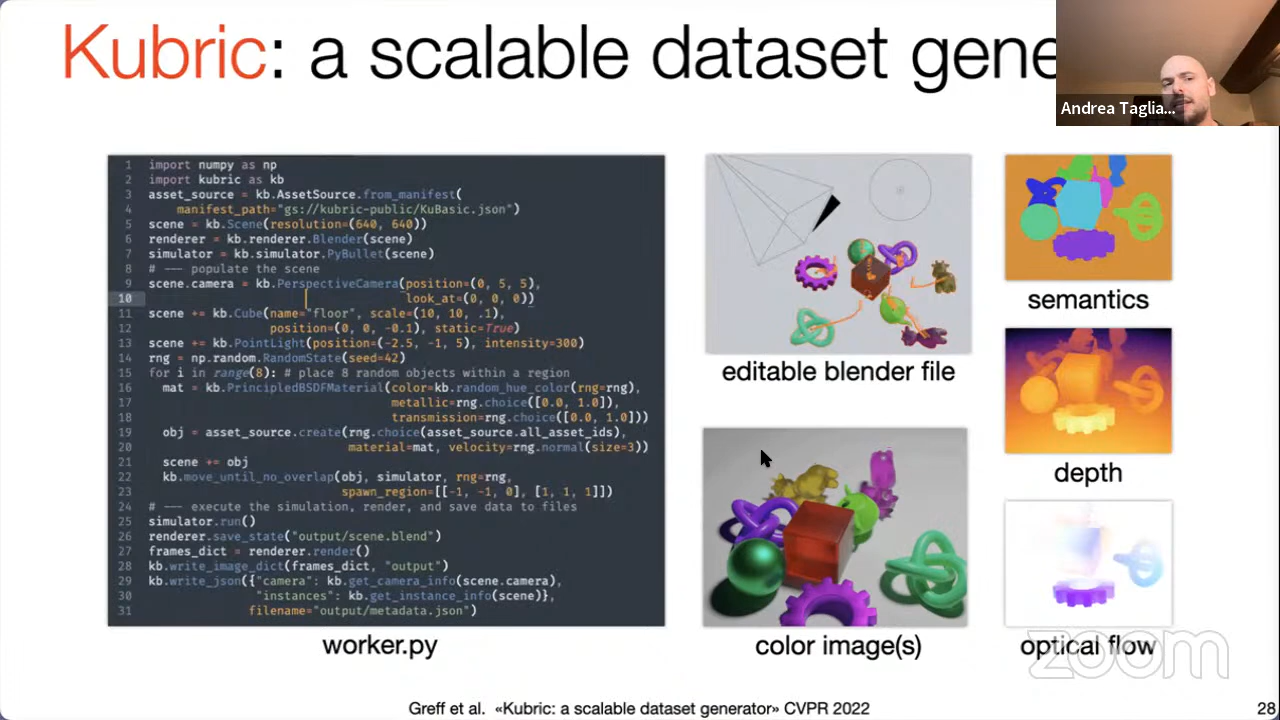 Kubric: a scalable dataset gene
Andrea Taglia...
1 import numpy as np
2 import kubric as kb
3 asset_source = kb.AssetSource.from_manifest(
4 manifest_path="gs://kubric-public/KuBasic.json")
5 scene = kb.Scene(resolution=(640, 640))
6 renderer = kb.renderer.Blender(scene)
7 simulator = kb.simulator.PyBullet(scene)
8 # --- populate the scene
9 scene.camera = kb.PerspectiveCamera(position=(0, 5, 5),
10 look_at=(0, 0, 0))
11 scene += kb.Cube(name="floor", scale=(10, 10, .1),
12 position=(0, 0, -0.1), static=True)
13 scene += kb.PointLight(position=(-2.5, -1, 5), intensity=300)
14 rng = np.random.RandomState(seed=42)
15 for i in range(8): # place 8 random objects within a region
16 mat = kb.PrincipledBSDFMaterial(color=kb.random_hue_color(rng=rng),
17 metallic=rng.choice([0.0, 1.0]),
18 transmission=rng.choice([0.0, 1.0]))
19 obj = asset_source.create(rng.choice(asset_source.all_asset_ids),
20 material=mat, velocity=rng.normal(size=3))
21 scene += obj
22 kb.move_until_no_overlap(obj, simulator, rng=rng,
23 spawn_region=[[-1, -1, 0], [1, 1, 1]])
24 # --- execute the simulation, render, and save data to files
25 simulator.run()
26 renderer.save_state("output/scene.blend")
27 frames_dict = renderer.render()
28 kb.write_image_dict(frames_dict, "output")
29 kb.write_json({"camera": kb.get_camera_info(scene.camera),
30 "instances": kb.get_instance_info(scene)},
31 filename="output/metadata.json")
worker.py
editable blender file
color image(s)
semantics
depth
optical flow
zoom
Greff et al. «Kubric: a scalable dataset generator» CVPR 2022
28